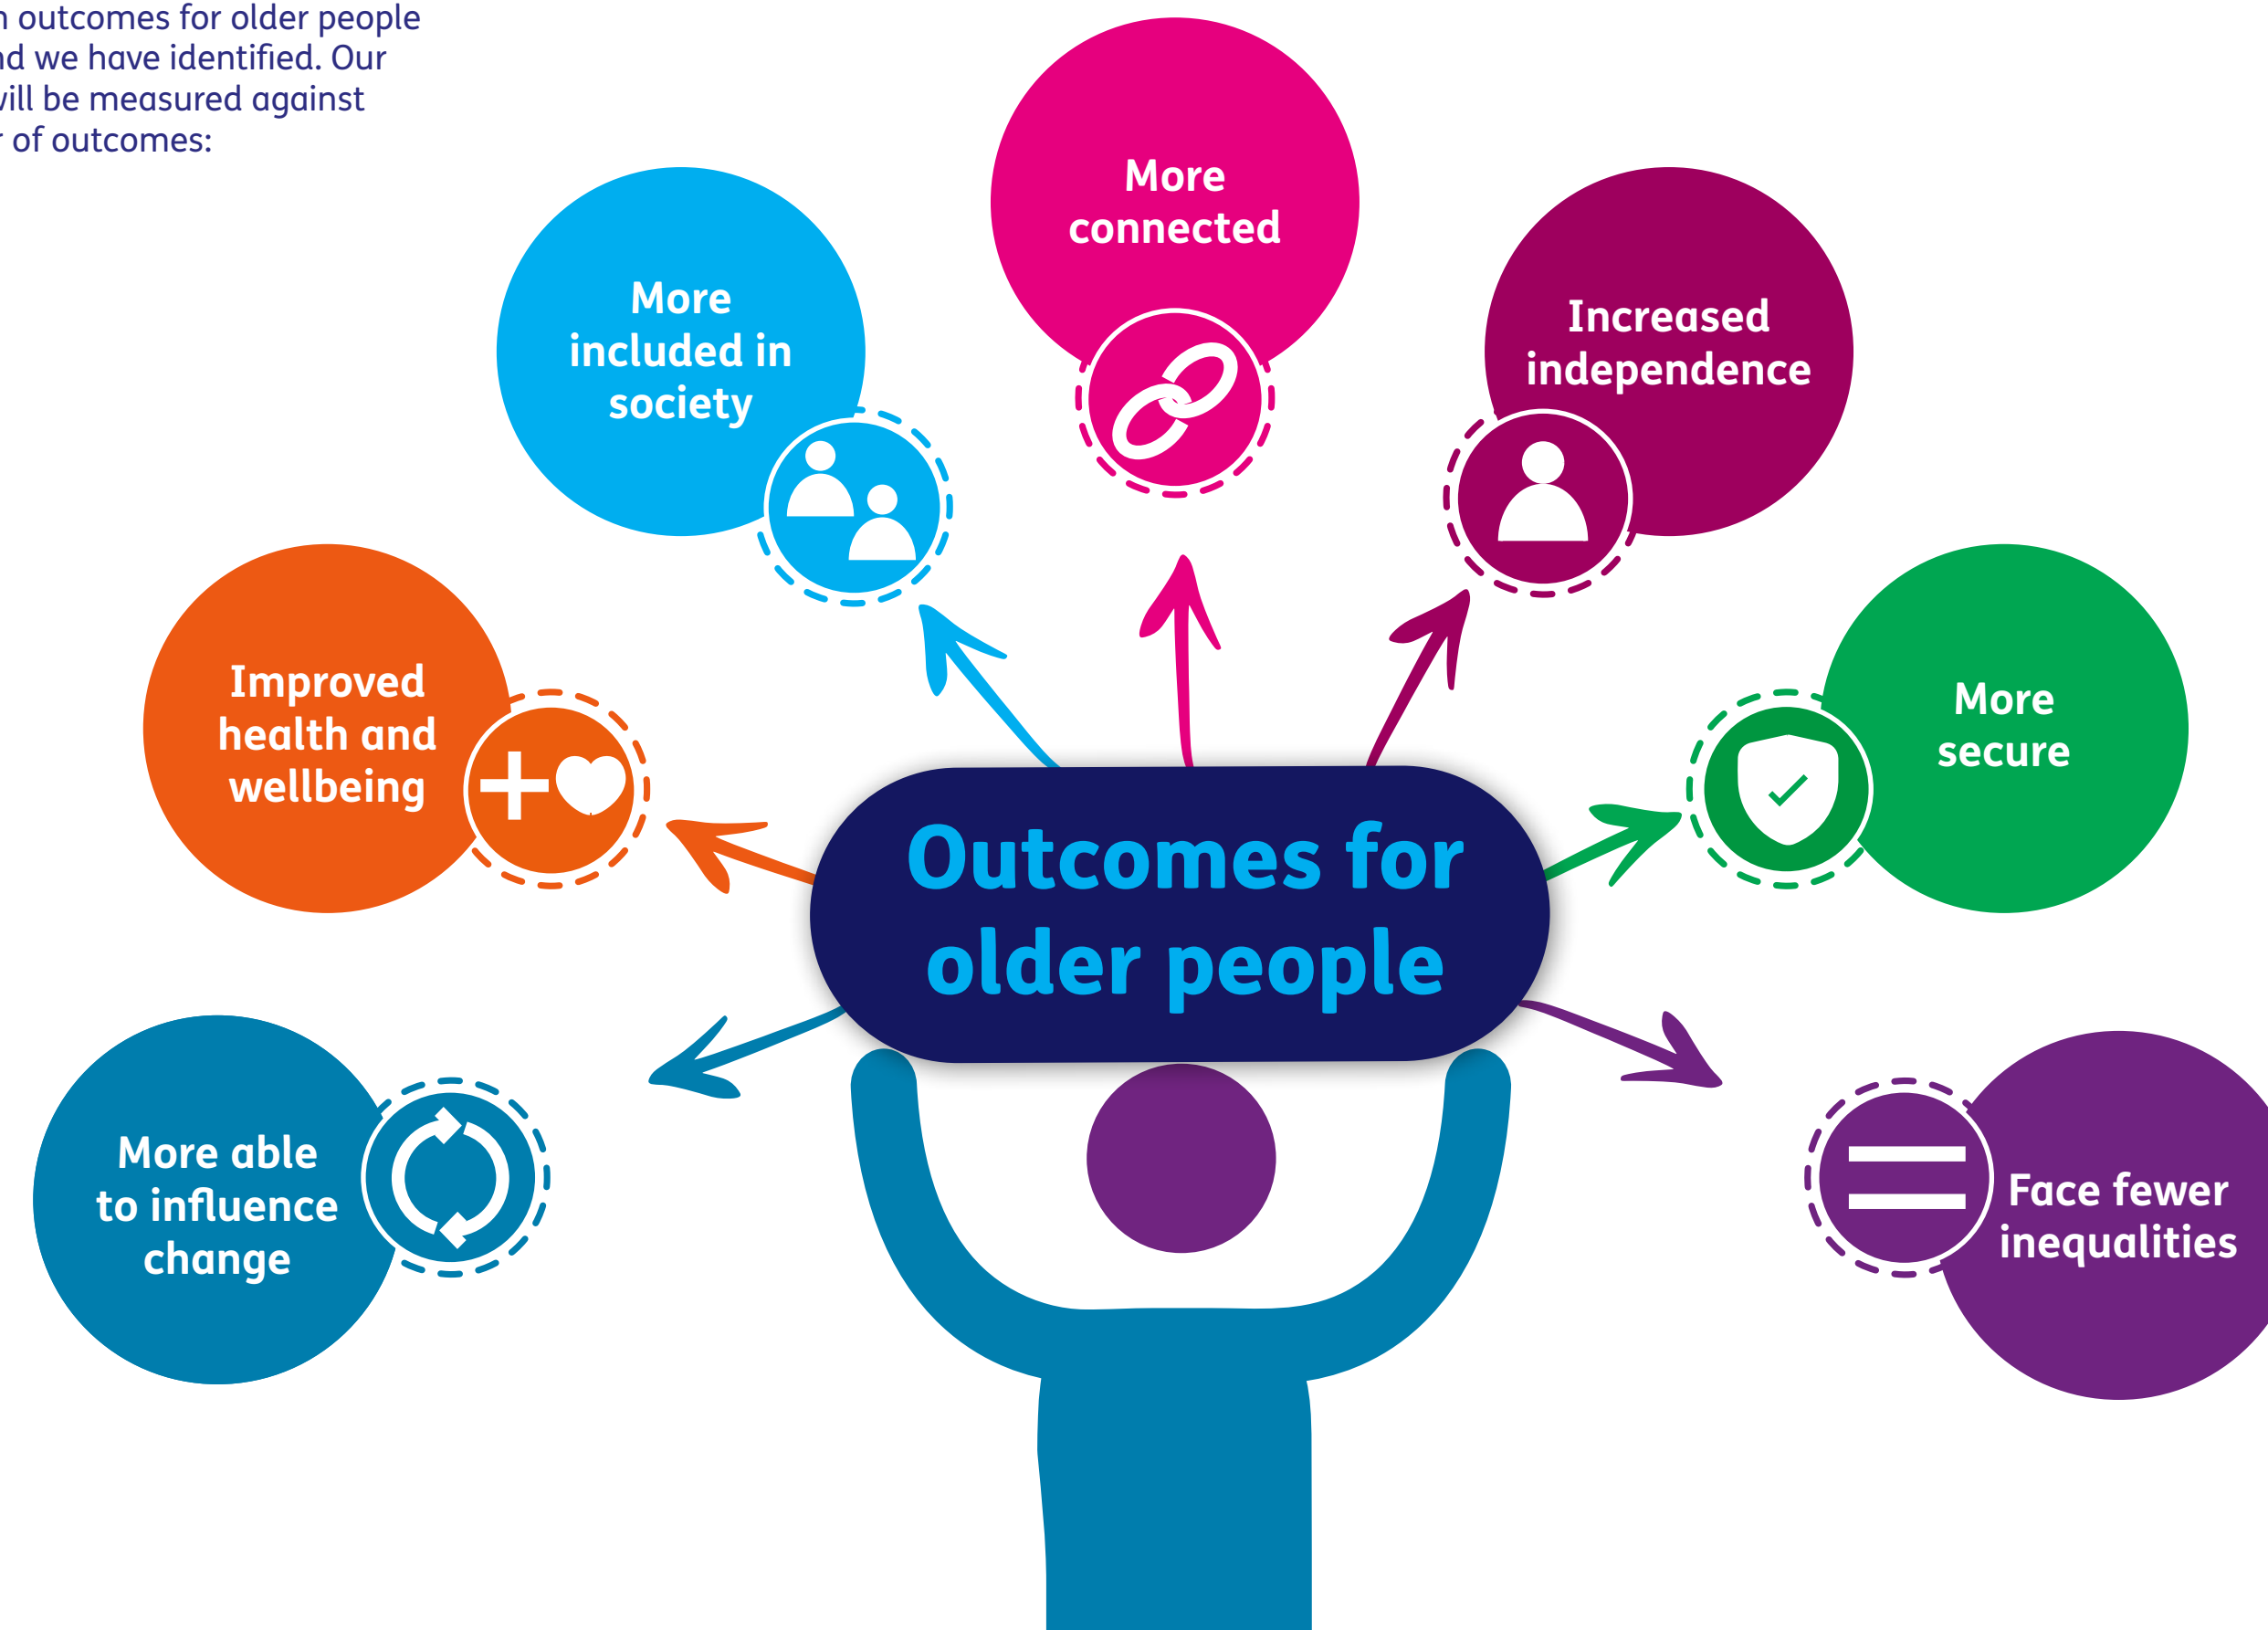 outcomes for older people
we have identified. Our
will be measured against
of outcomes:
More
connected
More
included in
society
Increased
independence
Improved
health and
wellbeing
More
secure
Outcomes for
older people
More able
to influence
change
Face fewer
inequalities